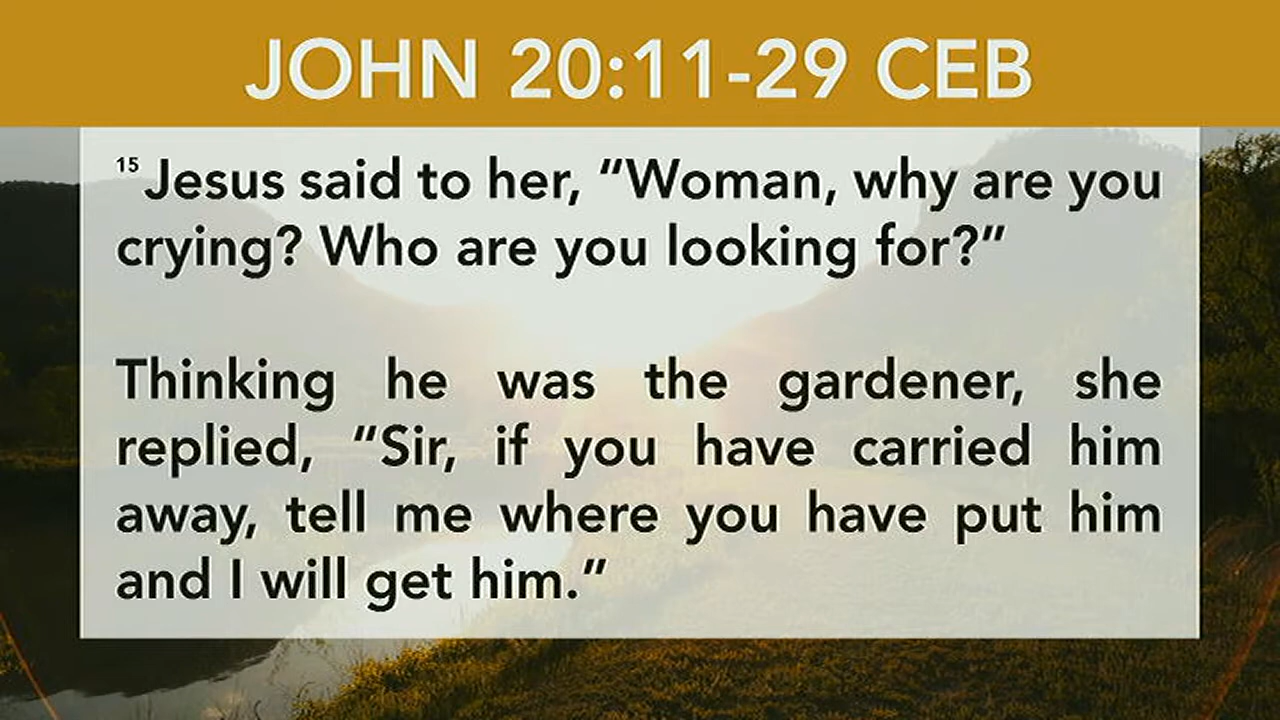 JOHN 20:11-29 CEB
15 Jesus said to her, “Woman, why are you
crying? Who are you looking for?”
Thinking he was the gardener, she
replied, “Sir, if you have carried him
away, tell me where you have put him
and I will get him.”